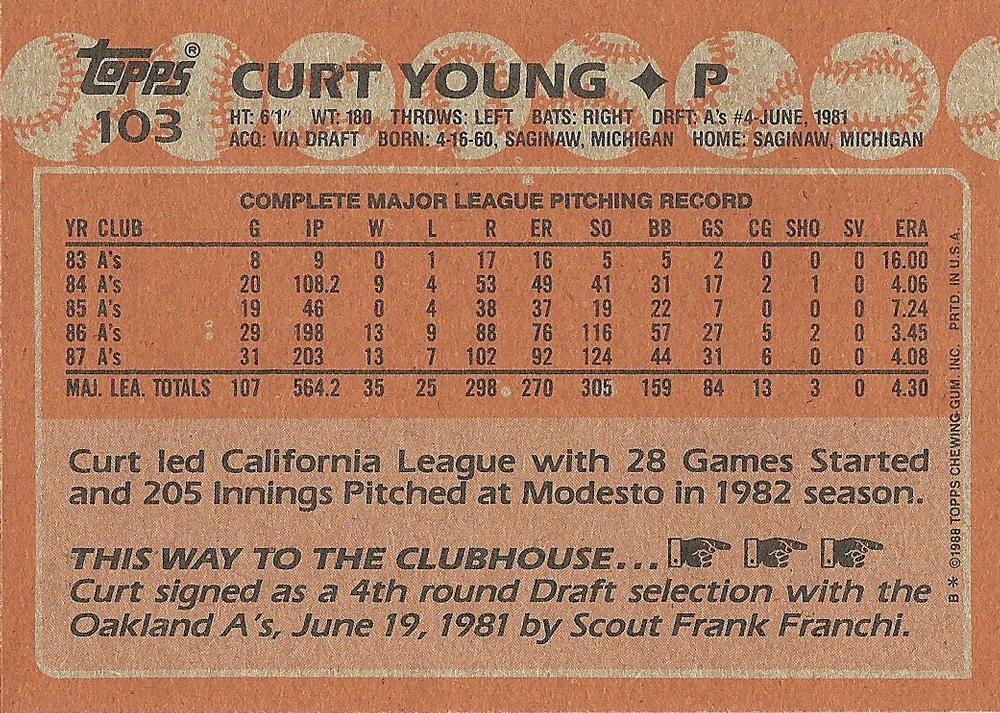 topps®
103
CURT YOUNG ✦ P
HT: 6'1" WT: 180 THROWS: LEFT BATS: RIGHT DRFT: A's #4-JUNE, 1981
ACQ: VIA DRAFT BORN: 4-16-60, SAGINAW, MICHIGAN HOME: SAGINAW, MICHIGAN
COMPLETE MAJOR LEAGUE PITCHING RECORD
YR CLUB G IP W L R ER SO BB GS CG SHO SV ERA
83 A's 8 9 0 1 17 16 5 5 2 0 0 0 16.00
84 A's 20 108.2 9 4 53 49 41 31 17 2 1 0 4.06
85 A's 19 46 0 4 38 37 19 22 7 0 0 0 7.24
86 A's 29 198 13 9 88 76 116 57 27 5 2 0 3.45
87 A's 31 203 13 7 102 92 124 44 31 6 0 0 4.08
MAJ. LEA. TOTALS 107 564.2 35 25 298 270 305 159 84 13 3 0 4.30
Curt led California League with 28 Games Started
and 205 Innings Pitched at Modesto in 1982 season.
THIS WAY TO THE CLUBHOUSE...
Curt signed as a 4th round Draft selection with the
Oakland A's, June 19, 1981 by Scout Frank Franchi.
B* ©1988 TOPPS CHEWING GUM, INC. PRTD. IN U.S.A.